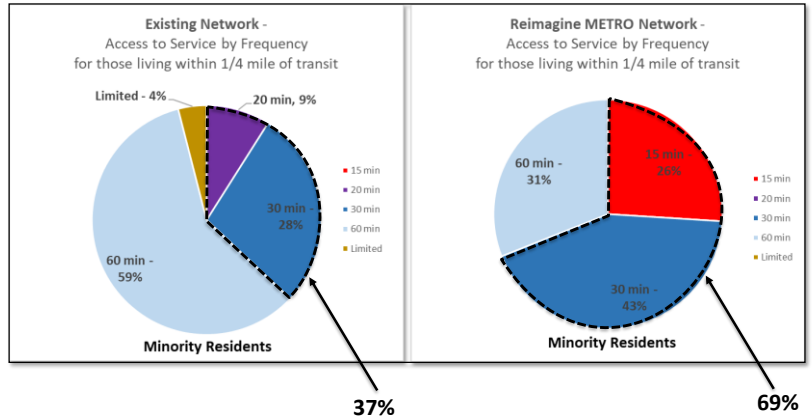 Existing Network -
Access to Service by Frequency
for those living within 1/4 mile of transit
Limited - 4%
20 min, 9%
30 min -
28%
60 min -
59%
15 min
20 min
30 min
60 min
Limited
Minority Residents
37%
Reimagine METRO Network -
Access to Service by Frequency
for those living within 1/4 mile of transit
60 min -
31%
15 min -
26%
30 min -
43%
15 min
20 min
30 min
60 min
Limited
Minority Residents
69%